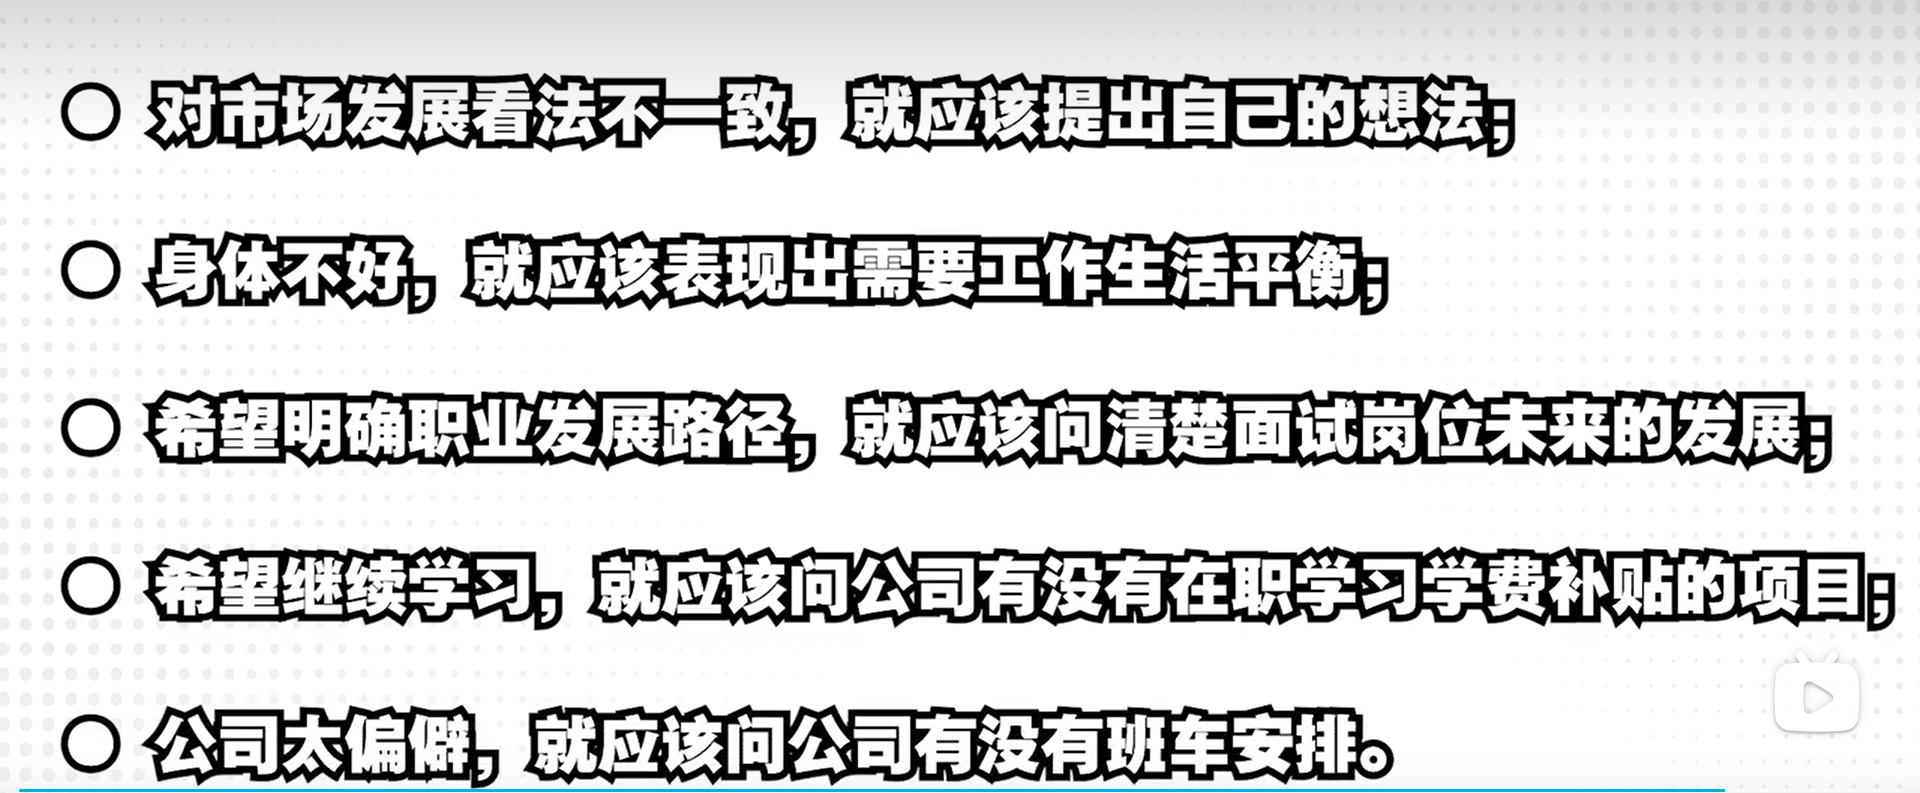 对市场发展看法不一致，就应该提出自己的想法；
身体不好，就应该表现出需要工作生活平衡；
希望明确职业发展路径，就应该问清楚面试岗位未来的发展；
希望继续学习，就应该问公司有没有在职学习学费补贴的项目；
公司太偏僻，就应该问公司有没有班车安排。